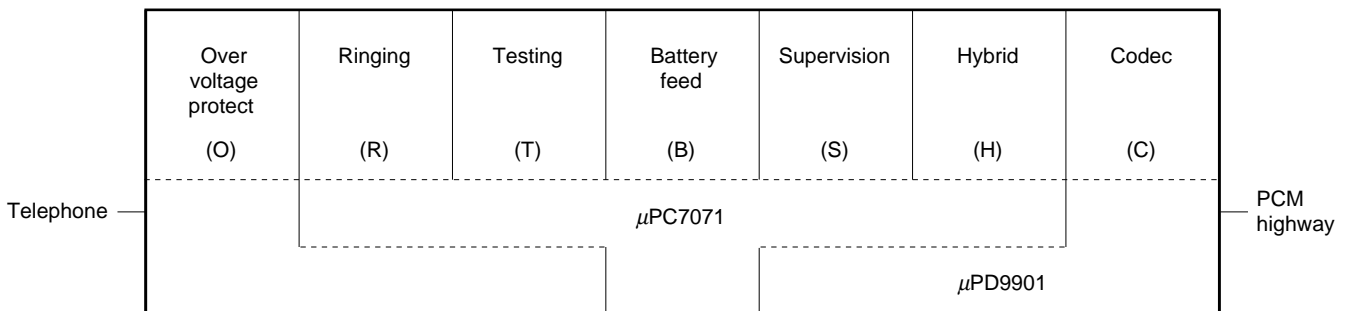 Over
voltage
protect
(O)
Ringing
(R)
Testing
(T)
Battery
feed
(B)
Supervision
(S)
Hybrid
(H)
Codec
(C)
Telephone
μPC7071
PCM
highway
μPD9901